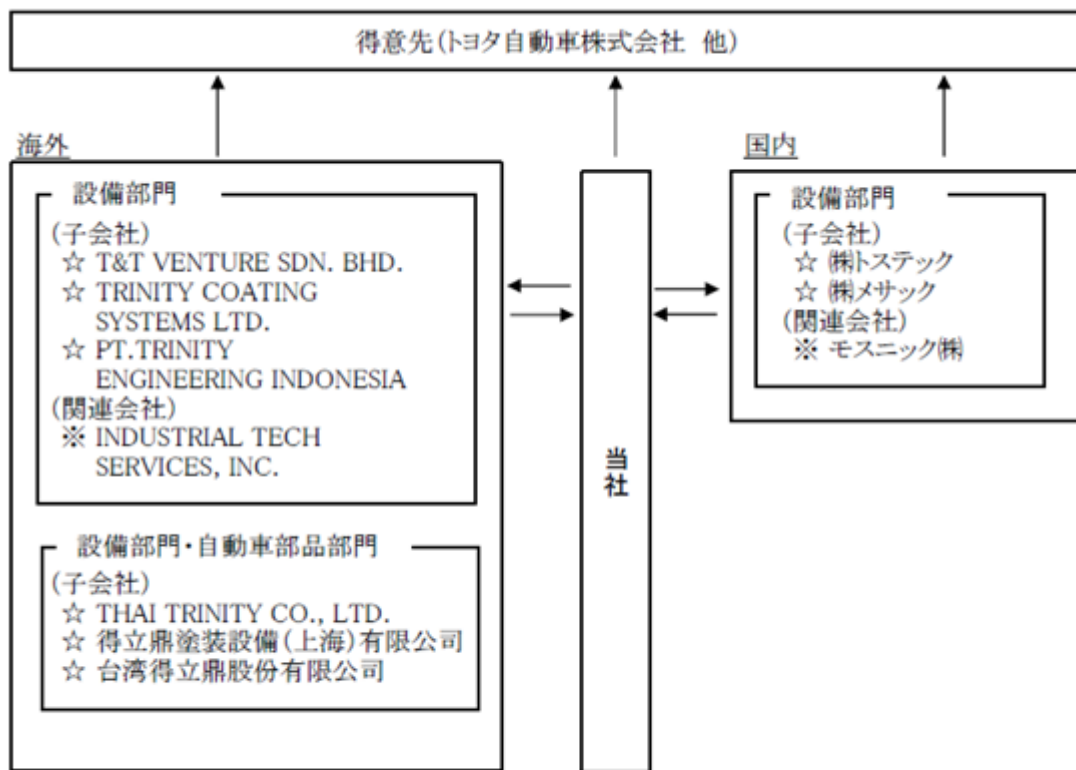 得意先(トヨタ自動車株式会社 他)
海外
設備部門
(子会社)
☆ T&T VENTURE SDN. BHD.
☆ TRINITY COATING
SYSTEMS LTD.
☆ PT.TRINITY
ENGINEERING INDONESIA
(関連会社)
※ INDUSTRIAL TECH
SERVICES, INC.
設備部門・自動車部品部門
(子会社)
☆ THAI TRINITY CO., LTD.
☆ 得立鼎塗装設備(上海)有限公司
☆ 台湾得立鼎股份有限公司
当社
国内
設備部門
(子会社)
☆ ㈱トステック
☆ ㈱メサック
(関連会社)
※ モスニック㈱